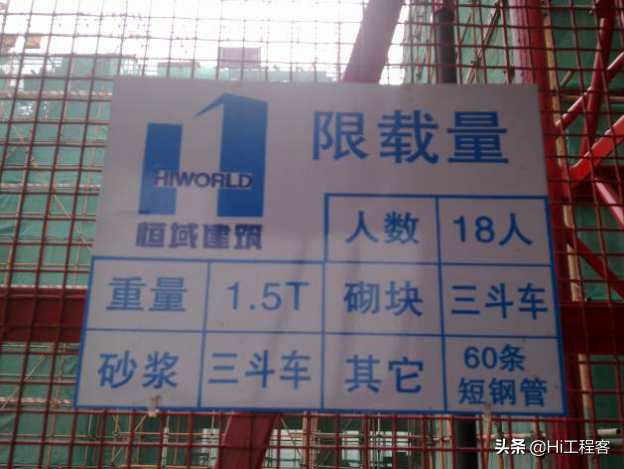 限载量
HIWORLD
恒域建筑
人数 18人
重量 1.5T 砌块 三斗车
砂浆 三斗车 其它 60条
短钢管
头条 @Hi工程客